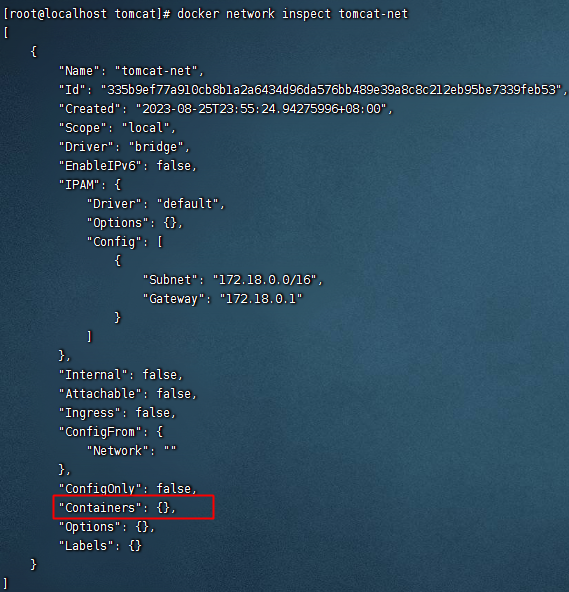 [root@localhost tomcat]# docker network inspect tomcat-net
[
    {
        "Name": "tomcat-net",
        "Id": "335b9ef77a910cb8b1a2a6434d96da576bb489e39a8c8c212eb95be7339feb53",
        "Created": "2023-08-25T23:55:24.94275996+08:00",
        "Scope": "local",
        "Driver": "bridge",
        "EnableIPv6": false,
        "IPAM": {
            "Driver": "default",
            "Options": {},
            "Config": [
                {
                    "Subnet": "172.18.0.0/16",
                    "Gateway": "172.18.0.1"
                }
            ]
        },
        "Internal": false,
        "Attachable": false,
        "Ingress": false,
        "ConfigFrom": {
            "Network": ""
        },
        "ConfigOnly": false,
        "Containers": {},
        "Options": {},
        "Labels": {}
    }
]